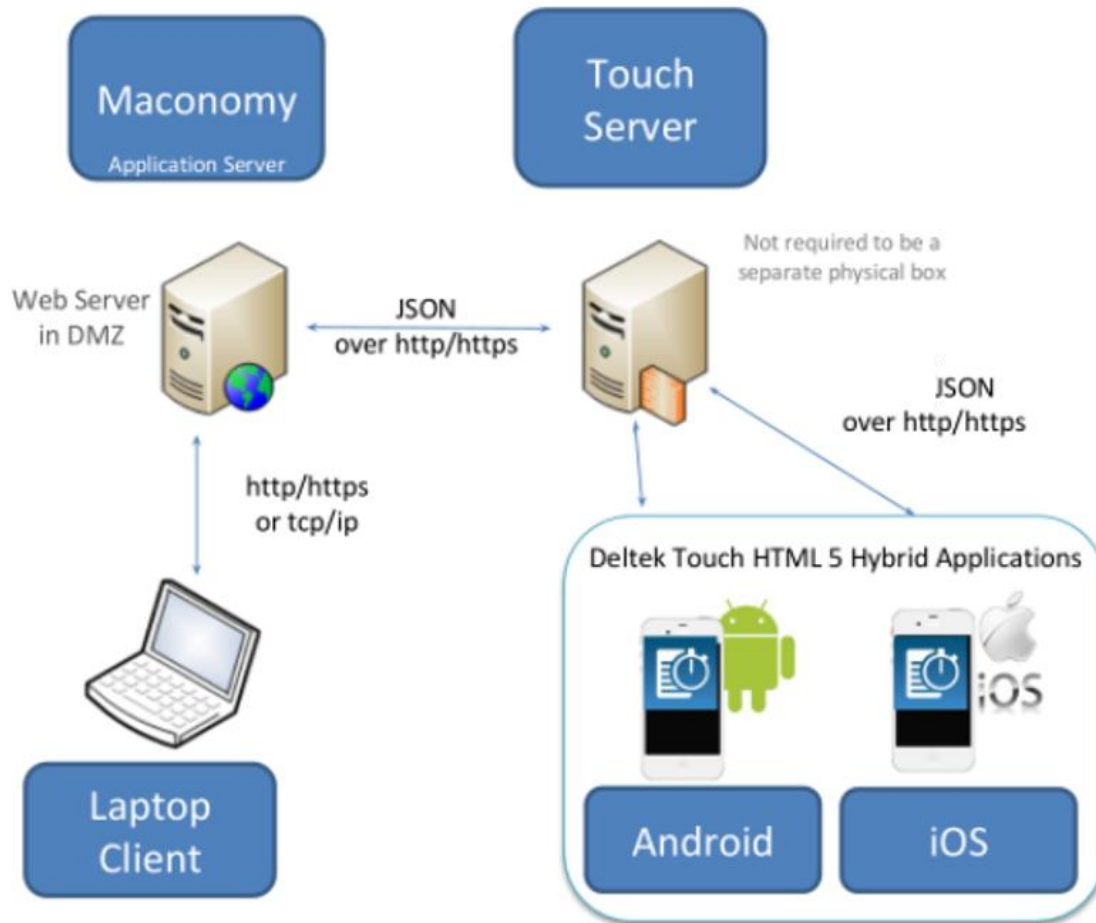 Maconomy
Application Server
Touch
Server
Web Server
in DMZ
JSON
over http/https
Not required to be a
separate physical box
JSON
over http/https
http/https
or tcp/ip
Deltek Touch HTML 5 Hybrid Applications
iOS
Laptop
Client
Android
iOS